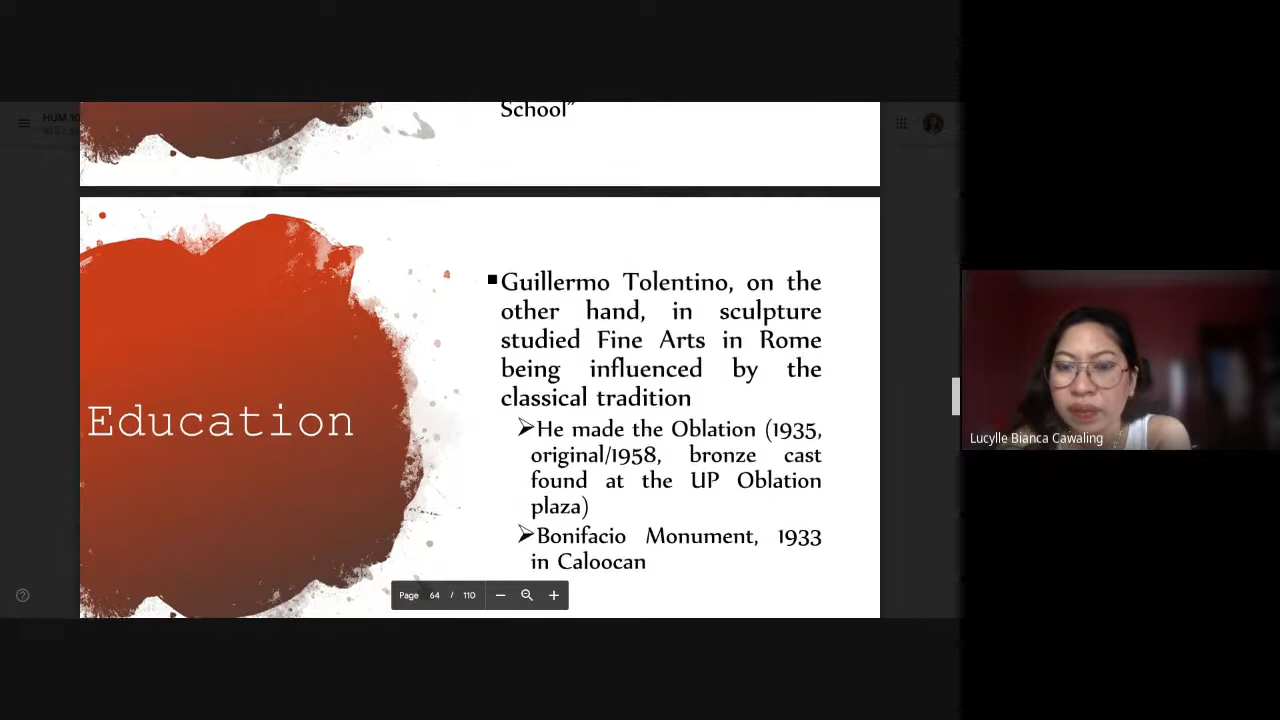 School”
HUM 10
▪Guillermo Tolentino, on the
other hand, in sculpture
studied Fine Arts in Rome
being influenced by the
classical tradition
Education
➢He made the Oblation (1935,
original/1958, bronze cast
found at the UP Oblation
plaza)
➢Bonifacio Monument, 1933
in Caloocan
Page 64 / 110
Lucylle Bianca Cawaling